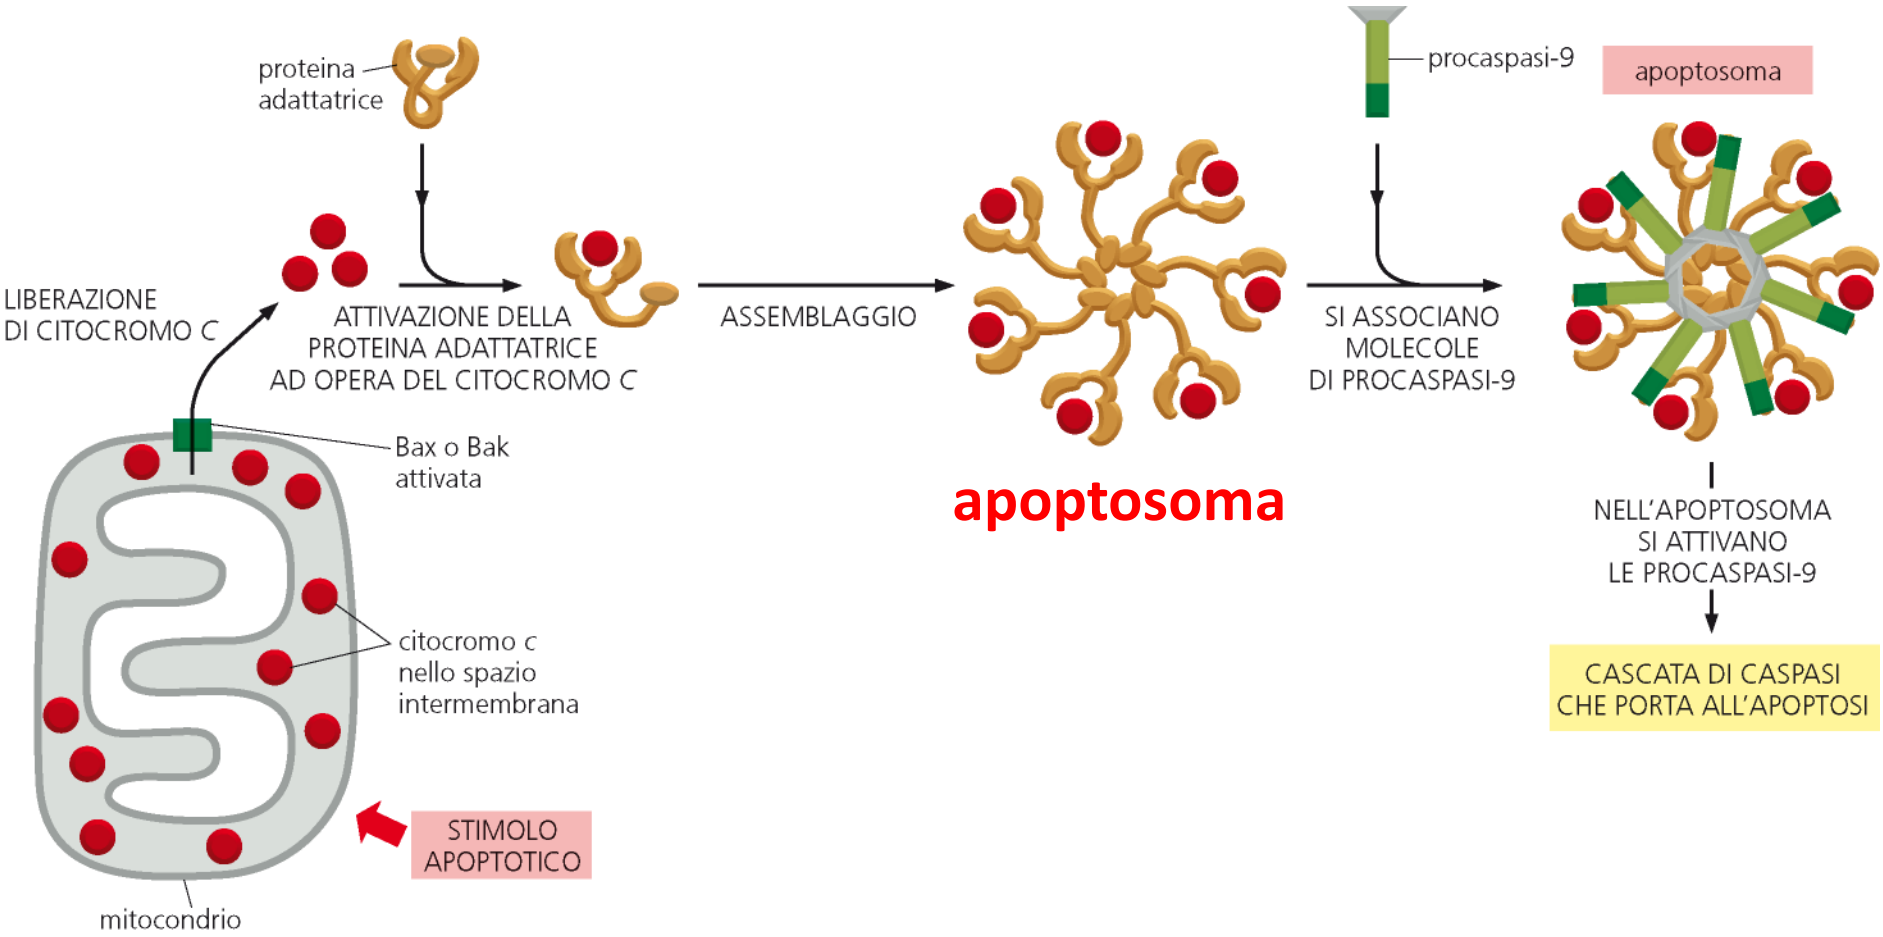 proteina
adattatrice
procaspasi-9
apoptosoma
LIBERAZIONE
DI CITOCROMO C
ATTIVAZIONE DELLA
PROTEINA ADATTATRICE
AD OPERA DEL CITOCROMO C
ASSEMBLAGGIO
SI ASSOCIANO
MOLECOLE
DI PROCASPASI-9
Bax o Bak
attivata
apoptosoma
NELL'APOPTOSOMA
SI ATTIVANO
LE PROCASPASI-9
citocromo c
nello spazio
intermembrana
CASCATA DI CASPASI
CHE PORTA ALL'APOPTOSI
STIMOLO
APOPTOTICO
mitocondrio